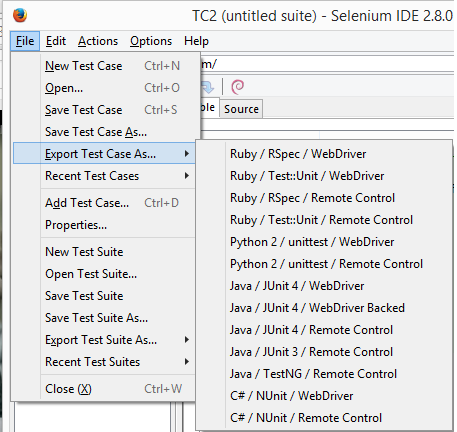 TC2 (untitled suite) - Selenium IDE 2.8.0
File Edit Actions Options Help
New Test Case Ctrl+N
Open... Ctrl+O
Save Test Case Ctrl+S
Save Test Case As...
Export Test Case As...
Recent Test Cases
Add Test Case... Ctrl+D
Properties...
New Test Suite
Open Test Suite...
Save Test Suite
Save Test Suite As...
Export Test Suite As...
Recent Test Suites
Close (X) Ctrl+W
m/
ble Source
Ruby / RSpec / WebDriver
Ruby / Test::Unit / WebDriver
Ruby / RSpec / Remote Control
Ruby / Test::Unit / Remote Control
Python 2 / unittest / WebDriver
Python 2 / unittest / Remote Control
Java / JUnit 4 / WebDriver
Java / JUnit 4 / WebDriver Backed
Java / JUnit 4 / Remote Control
Java / JUnit 3 / Remote Control
Java / TestNG / Remote Control
C# / NUnit / WebDriver
C# / NUnit / Remote Control